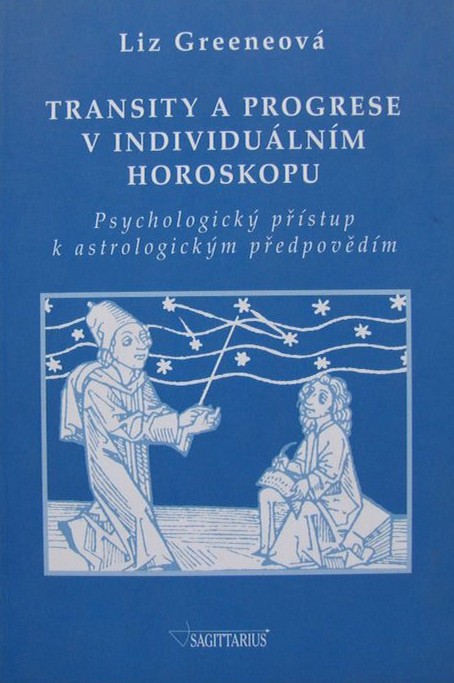 Liz Greeneová
TRANSITY A PROGRESE
V INDIVIDUÁLNÍM
HOROSKOPU
Psychologický přístup
k astrologickým předpovědím
SAGITTARIUS